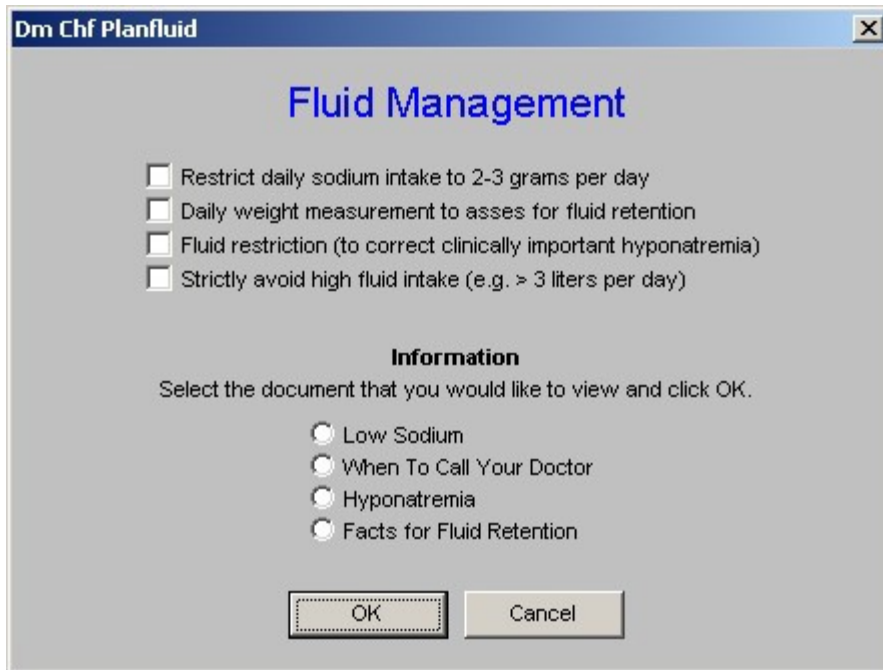 Dm Chf Planfluid
Fluid Management
Restrict daily sodium intake to 2-3 grams per day
Daily weight measurement to asses for fluid retention
Fluid restriction (to correct clinically important hyponatremia)
Strictly avoid high fluid intake (e.g. > 3 liters per day)
Information
Select the document that you would like to view and click OK.
Low Sodium
When To Call Your Doctor
Hyponatremia
Facts for Fluid Retention
OK Cancel